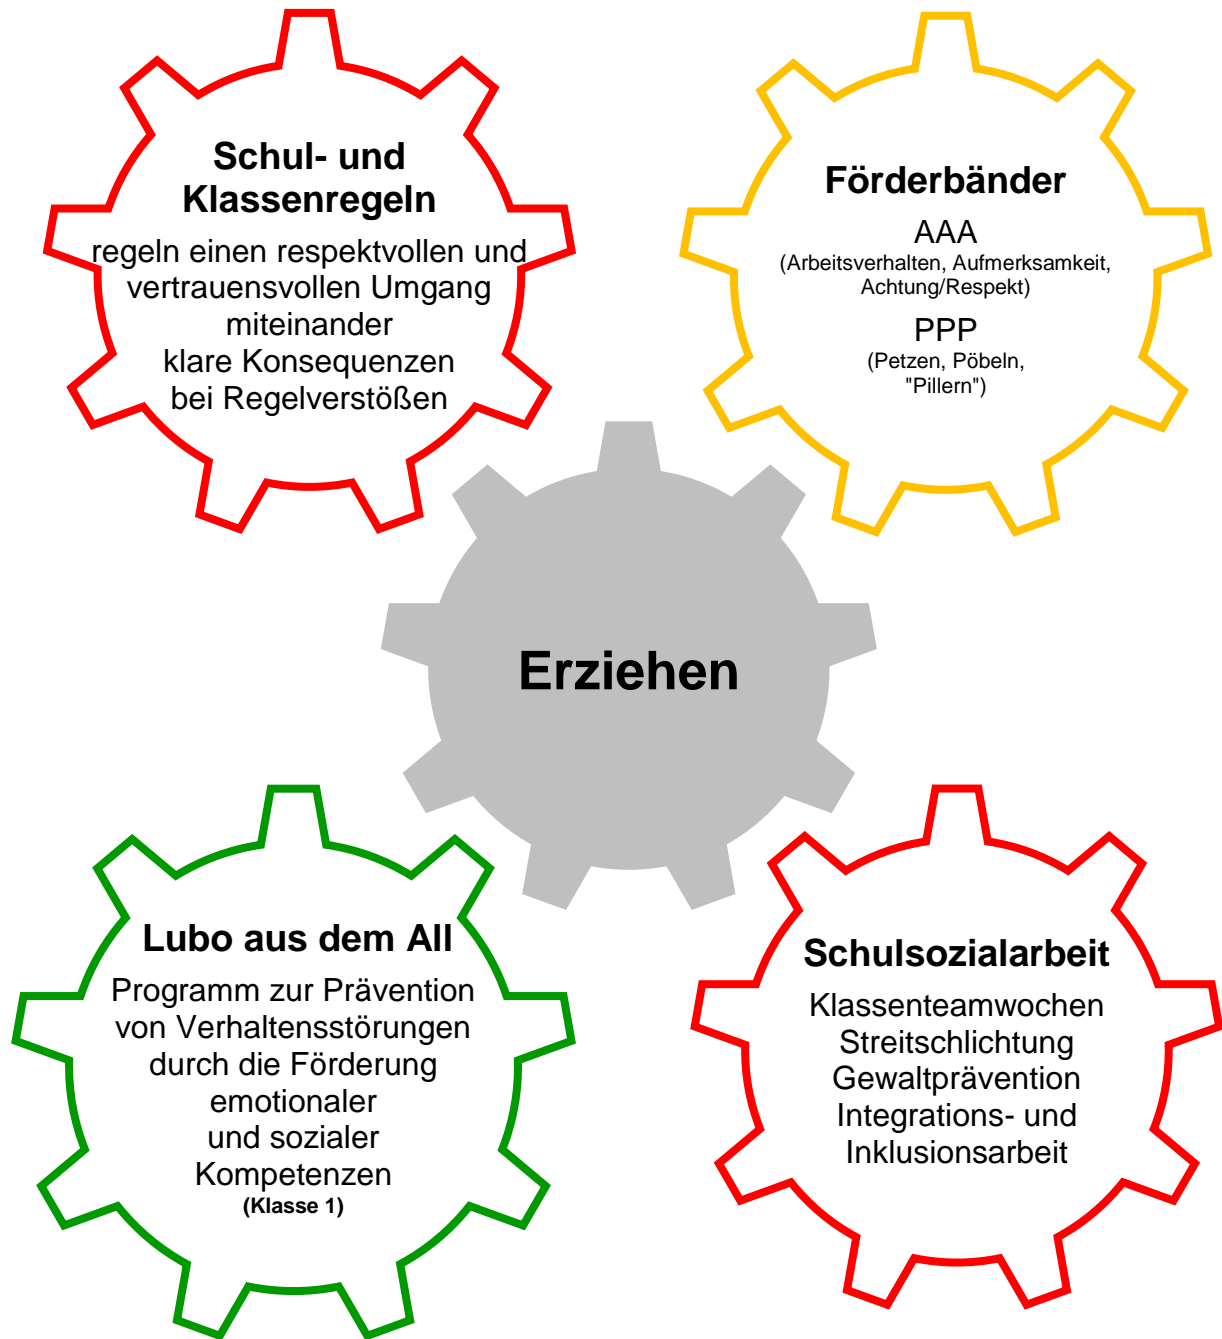 Schul- und
Klassenregeln
regeln einen respektvollen und
vertrauensvollen Umgang
miteinander
klare Konsequenzen
bei Regelverstößen
Förderbänder
AAA
(Arbeitsverhalten, Aufmerksamkeit,
Achtung/Respekt)
PPP
(Petzen, Pöbeln,
"Pillern")
Erziehen
Lubo aus dem All
Programm zur Prävention
von Verhaltensstörungen
durch die Förderung
emotionaler
und sozialer
Kompetenzen
(Klasse 1)
Schulsozialarbeit
Klassenteamwochen
Streitschlichtung
Gewaltprävention
Integrations- und
Inklusionsarbeit